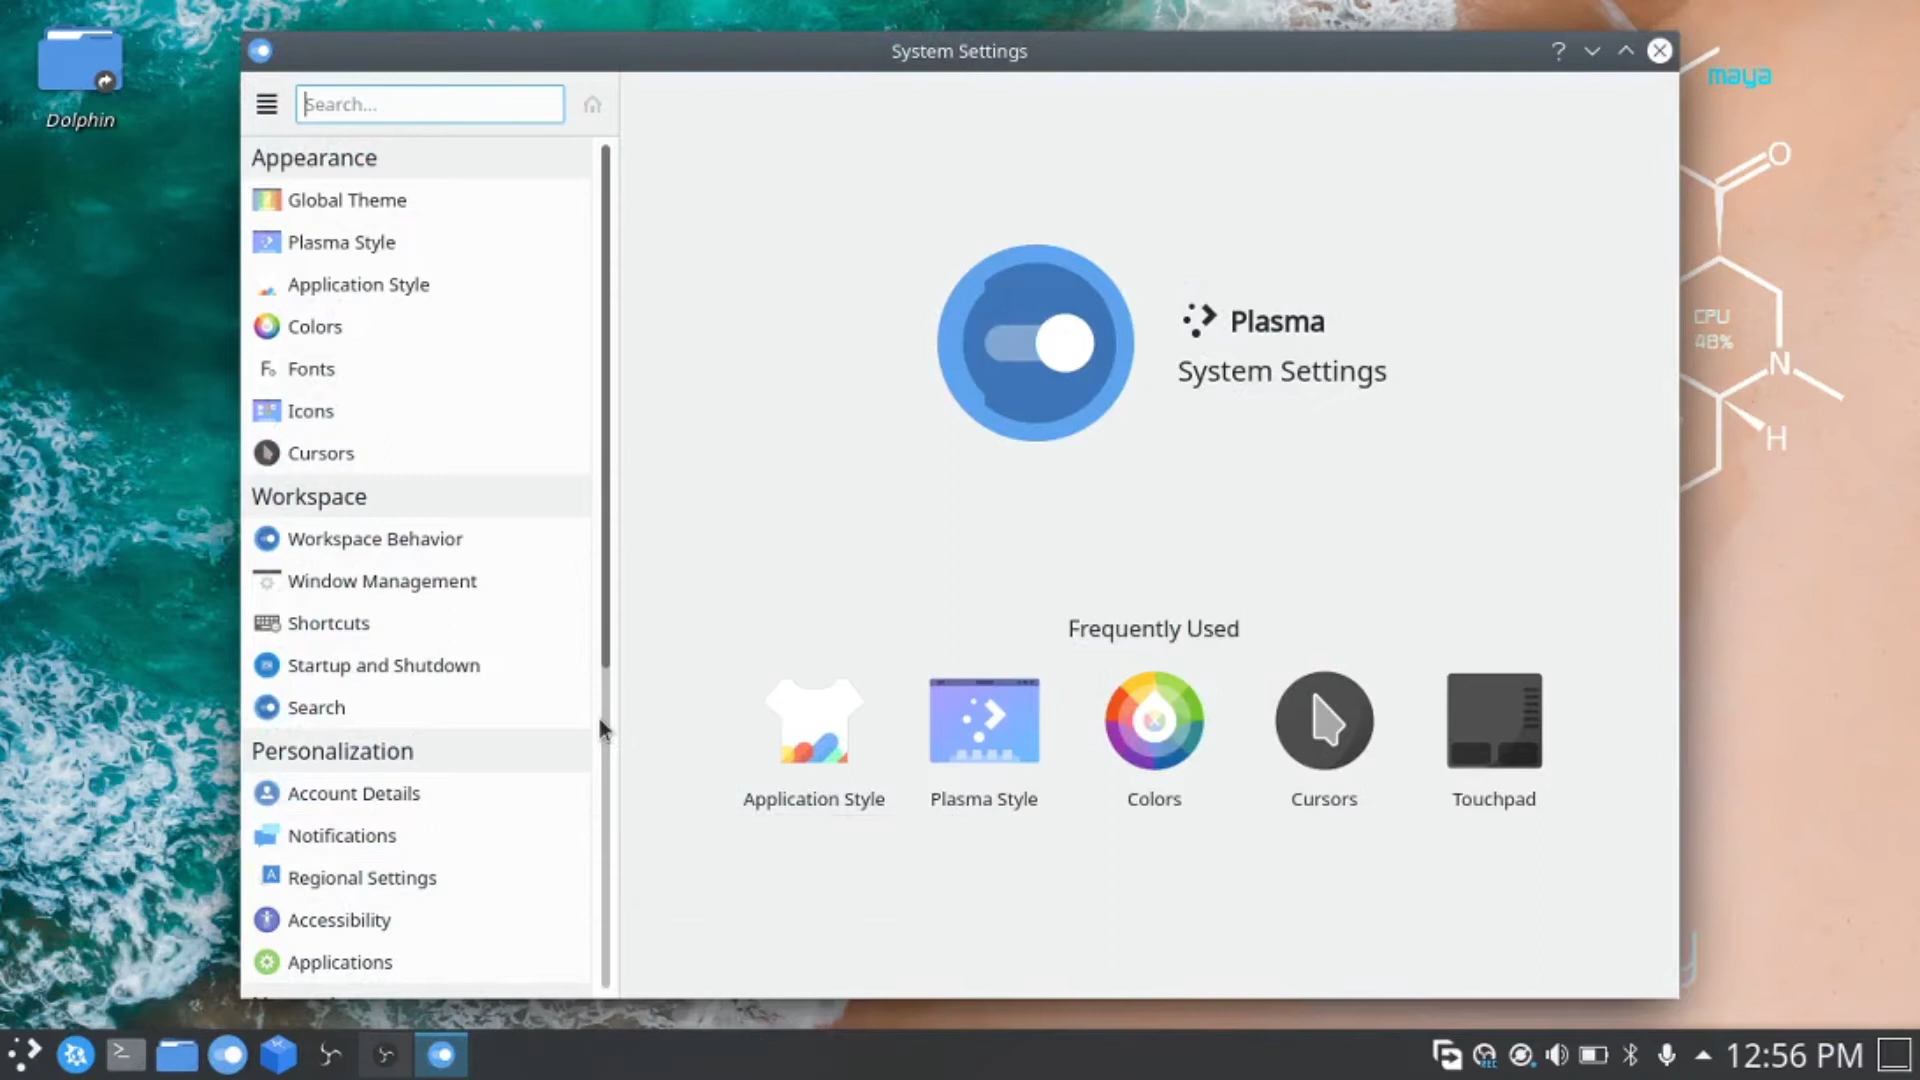 Dolphin
System Settings
?
maya
Search...
Appearance
Global Theme
Plasma Style
Application Style
Colors
Fonts
Icons
Cursors
Workspace
Workspace Behavior
Window Management
Shortcuts
Startup and Shutdown
Search
Personalization
Account Details
Notifications
Regional Settings
Accessibility
Applications
Plasma
System Settings
Frequently Used
Application Style
Plasma Style
Colors
Cursors
Touchpad
O
CPU
48%
N
H
REC
12:56 PM